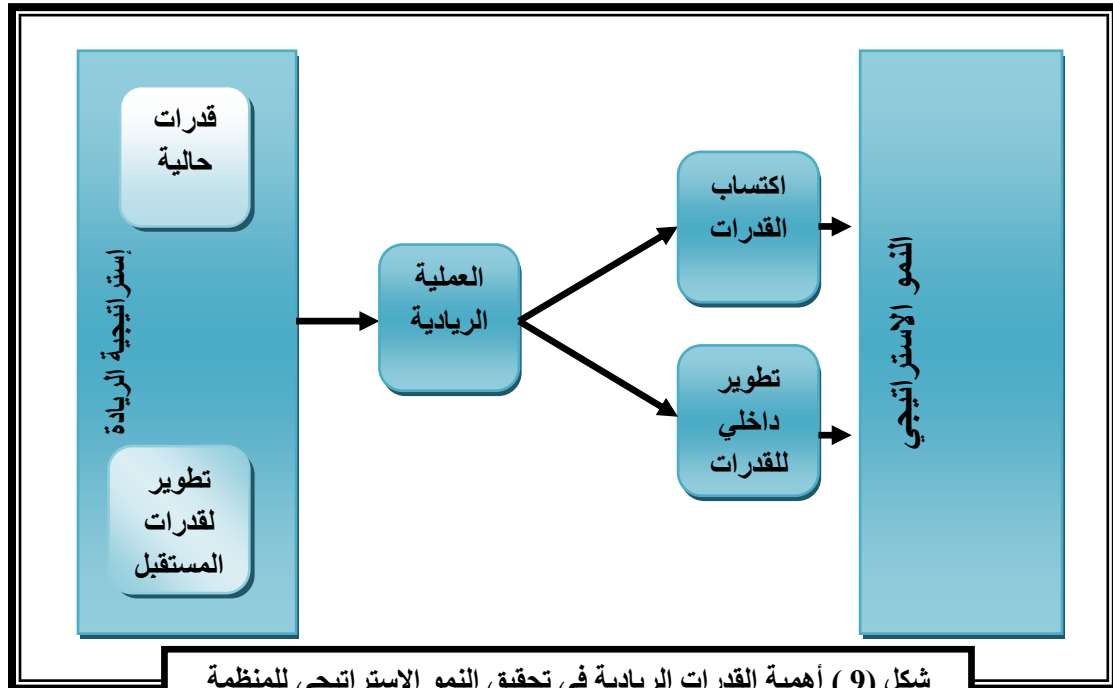 قدرات
حالية
إستراتيجية الريادة
تطوير
لقدرات
المستقبل
العملية
الريادية
اكتساب
القدرات
تطوير
داخلي
للقدرات
النمو الاستراتيجي
شكل (9 ) أهمية القدرات الريادية في تحقيق النمو الاستراتيجي للمنظمة